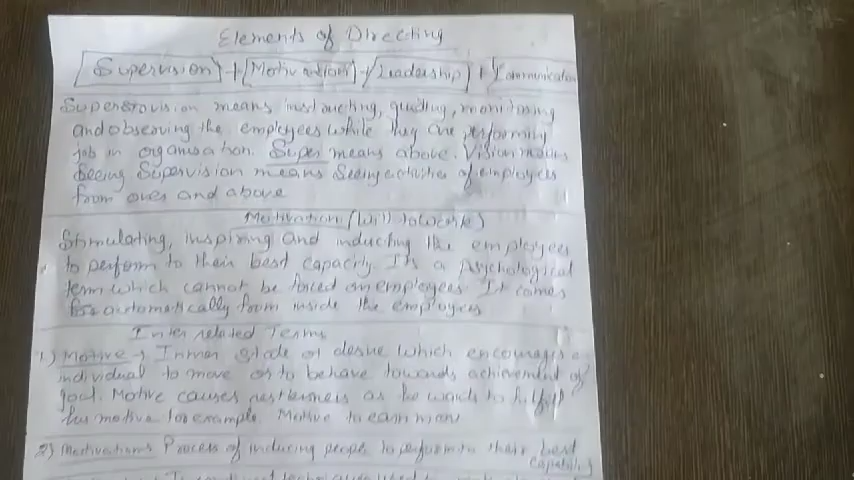 Elements of Directing
Supervision + Motivation + Leadership + Communication
Supersovision means instructing, guiding, monitoring
and observing the employees while they are performing
job in organisation. Super means above. Vision means
Seeing Supervision means Seeing activities of employees
from over and above
Motivation (Will to work)
Stimulating, inspiring and inducting the employees
to perform to their best capacity. It's a Psychological
term which cannot be forced on employees. It comes
automatically from inside the employees
Inter related Terms
1) Motive → Inner state of desire which encourages
individual to move or to behave towards achievement of
goal. Motive causes restlessness as he wants to fulfill
his motive for example. Motive to earn
2) Motivation Process of inducing people to perform to their best
capability